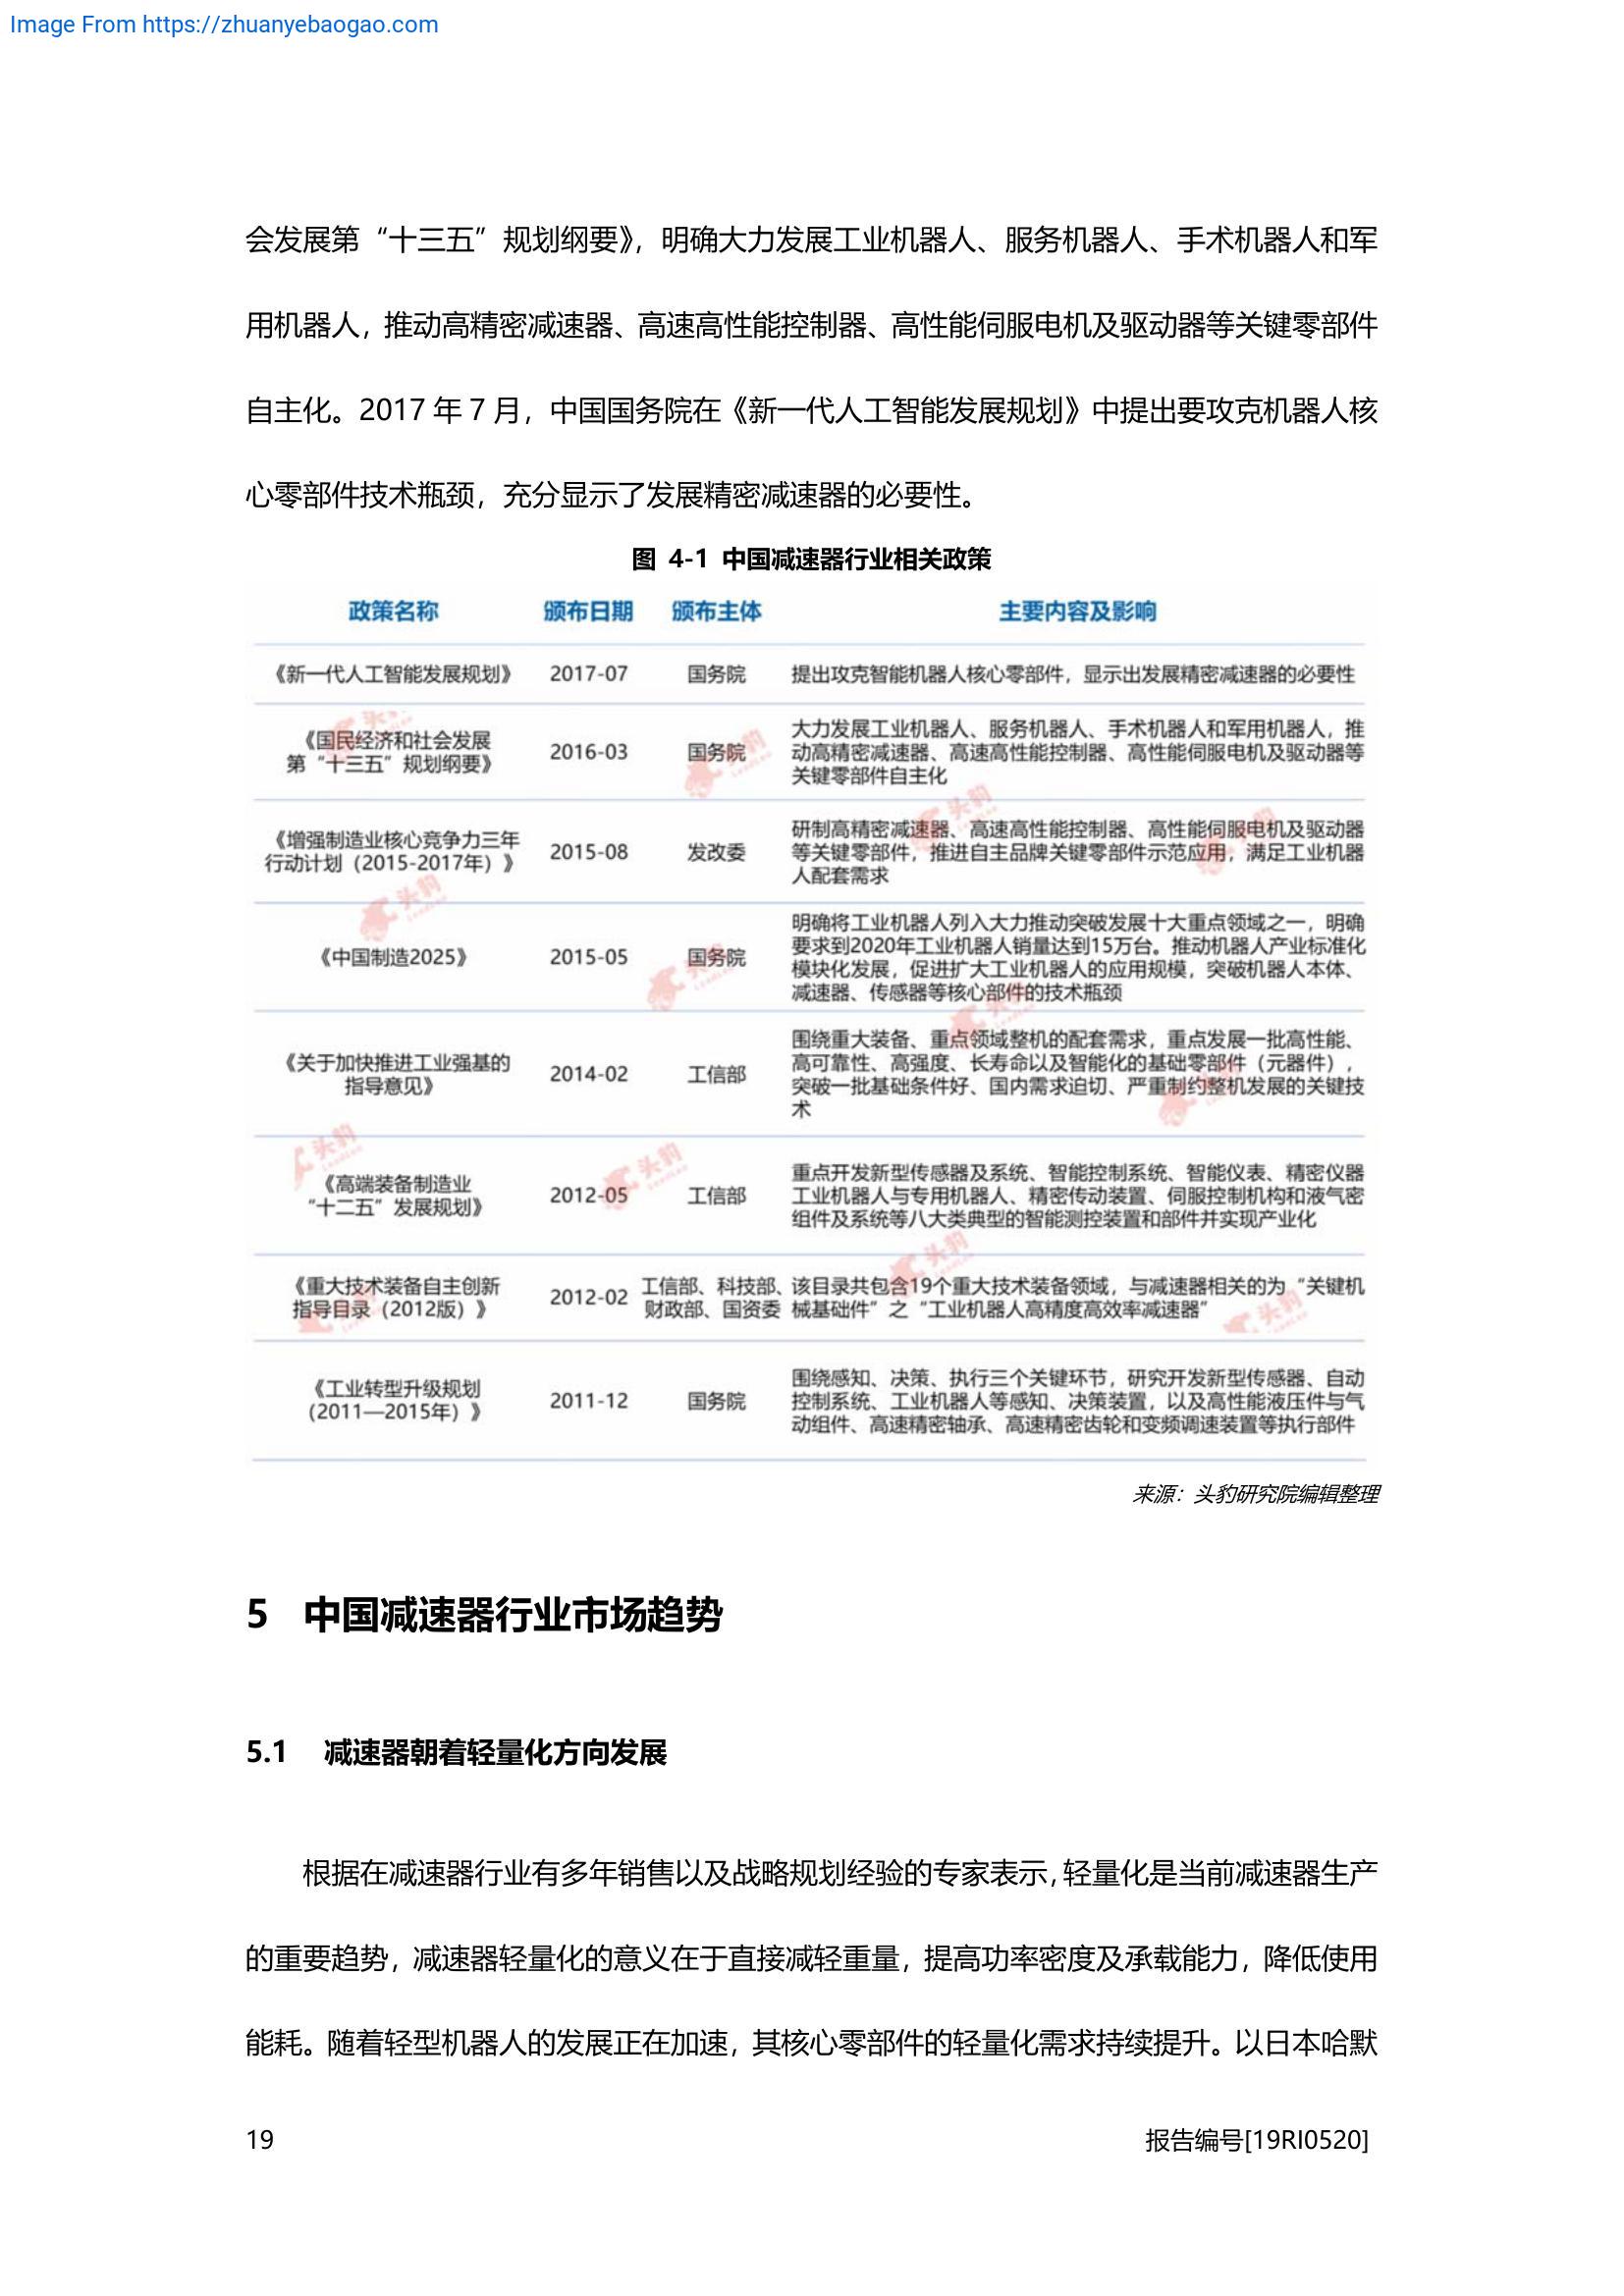 Image From https://zhuanyebaogao.com
会发展第“十三五”规划纲要》，明确大力发展工业机器人、服务机器人、手术机器人和军
用机器人，推动高精密减速器、高速高性能控制器、高性能伺服电机及驱动器等关键零部件
自主化。2017 年 7 月，中国国务院在《新一代人工智能发展规划》中提出要攻克机器人核
心零部件技术瓶颈，充分显示了发展精密减速器的必要性。
图 4-1 中国减速器行业相关政策
政策名称 颁布日期 颁布主体 主要内容及影响
《新一代人工智能发展规划》 2017-07 国务院 提出攻克智能机器人核心零部件，显示出发展精密减速器的必要性
《国民经济和社会发展
第“十三五”规划纲要》
2016-03
国务院
大力发展工业机器人、服务机器人、手术机器人和军用机器人，推
动高精密减速器、高速高性能控制器、高性能伺服电机及驱动器等
关键零部件自主化
《增强制造业核心竞争力三年
行动计划（2015-2017年）》
2015-08
发改委
研制高精密减速器、高速高性能控制器、高性能伺服电机及驱动器
等关键零部件，推进自主品牌关键零部件示范应用，满足工业机器
人配套需求
《中国制造2025》
2015-05
国务院
明确将工业机器人列入大力推动突破发展十大重点领域之一，明确
要求到2020年工业机器人销量达到15万台。推动机器人产业标准化
模块化发展，促进扩大工业机器人的应用规模，突破机器人本体、
减速器、传感器等核心部件的技术瓶颈
《关于加快推进工业强基的
指导意见》
2014-02
工信部
围绕重大装备、重点领域整机的配套需求，重点发展一批高性能、
高可靠性、高强度、长寿命以及智能化的基础零部件（元器件），
突破一批基础条件好、国内需求迫切、严重制约整机发展的关键技
术
《高端装备制造业
“十二五”发展规划》
2012-05
工信部
重点开发新型传感器及系统、智能控制系统、智能仪表、精密仪器
工业机器人与专用机器人、精密传动装置、伺服控制机构和液气密
组件及系统等八大类典型的智能测控装置和部件并实现产业化
《重大技术装备自主创新
指导目录（2012版）》
2012-02
工信部、科技部、
财政部、国资委
该目录共包含19个重大技术装备领域，与减速器相关的为“关键机
械基础件”之“工业机器人高精度高效率减速器”
《工业转型升级规划
（2011—2015年）》
2011-12
国务院
围绕感知、决策、执行三个关键环节，研究开发新型传感器、自动
控制系统、工业机器人等感知、决策装置，以及高性能液压件与气
动组件、高速精密轴承、高速精密齿轮和变频调速装置等执行部件
来源：头豹研究院编辑整理
5 中国减速器行业市场趋势
5.1 减速器朝着轻量化方向发展
根据在减速器行业有多年销售以及战略规划经验的专家表示，轻量化是当前减速器生产
的重要趋势，减速器轻量化的意义在于直接减轻重量，提高功率密度及承载能力，降低使用
能耗。随着轻型机器人的发展正在加速，其核心零部件的轻量化需求持续提升。以日本哈默
19 报告编号[19RI0520]